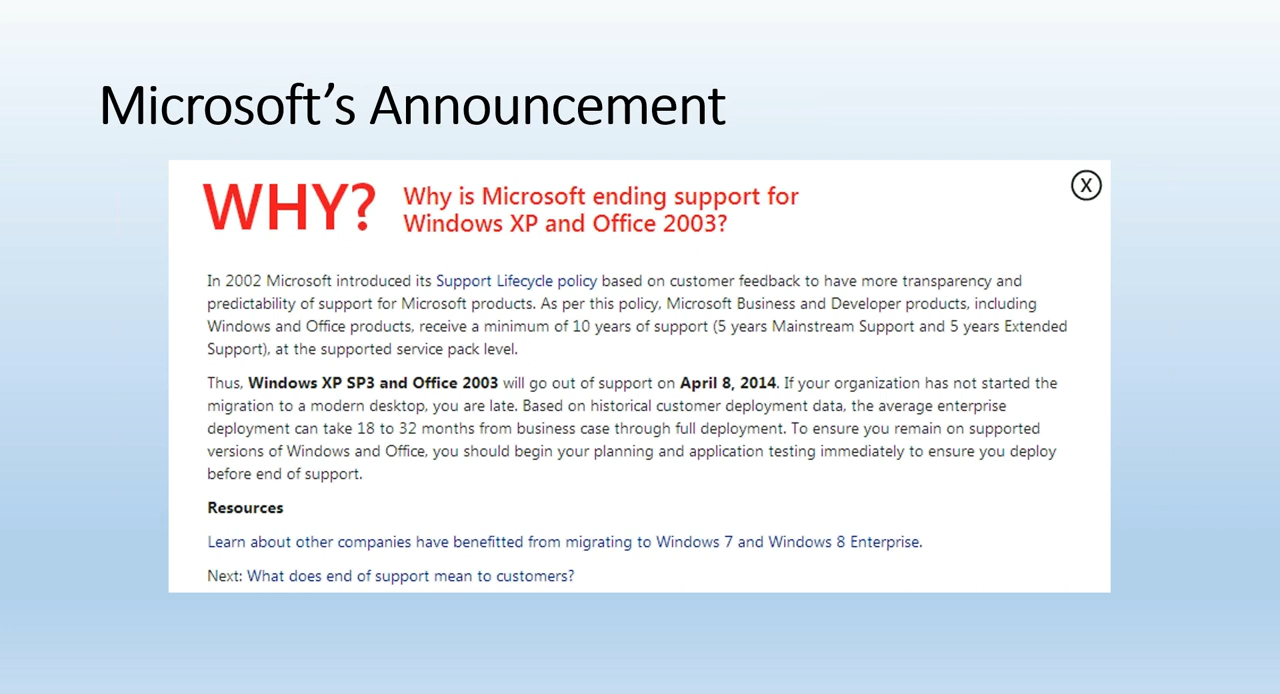 Microsoft’s Announcement
WHY?
Why is Microsoft ending support for
Windows XP and Office 2003?
X
In 2002 Microsoft introduced its Support Lifecycle policy based on customer feedback to have more transparency and
predictability of support for Microsoft products. As per this policy, Microsoft Business and Developer products, including
Windows and Office products, receive a minimum of 10 years of support (5 years Mainstream Support and 5 years Extended
Support), at the supported service pack level.
Thus, Windows XP SP3 and Office 2003 will go out of support on April 8, 2014. If your organization has not started the
migration to a modern desktop, you are late. Based on historical customer deployment data, the average enterprise
deployment can take 18 to 32 months from business case through full deployment. To ensure you remain on supported
versions of Windows and Office, you should begin your planning and application testing immediately to ensure you deploy
before end of support.
Resources
Learn about other companies have benefitted from migrating to Windows 7 and Windows 8 Enterprise.
Next: What does end of support mean to customers?